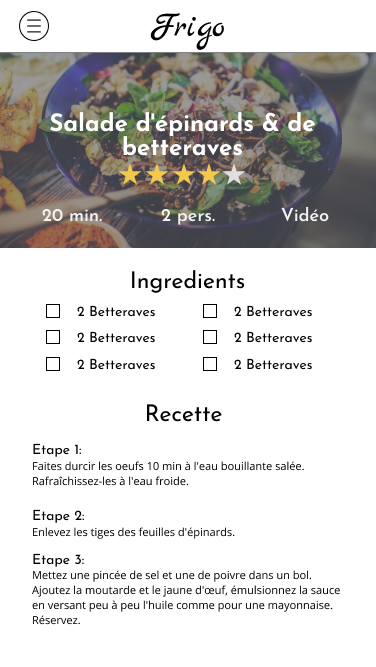 Frigo
Salade d'épinards & de
betteraves
20 min. 2 pers. Vidéo
Ingredients
2 Betteraves 2 Betteraves
2 Betteraves 2 Betteraves
2 Betteraves 2 Betteraves
Recette
Etape 1:
Faites durcir les oeufs 10 min à l'eau bouillante salée.
Rafraîchissez-les à l'eau froide.
Etape 2:
Enlevez les tiges des feuilles d'épinards.
Etape 3:
Mettez une pincée de sel et une de poivre dans un bol.
Ajoutez la moutarde et le jaune d'œuf, émulsionnez la sauce
en versant peu à peu l'huile comme pour une mayonnaise.
Réservez.